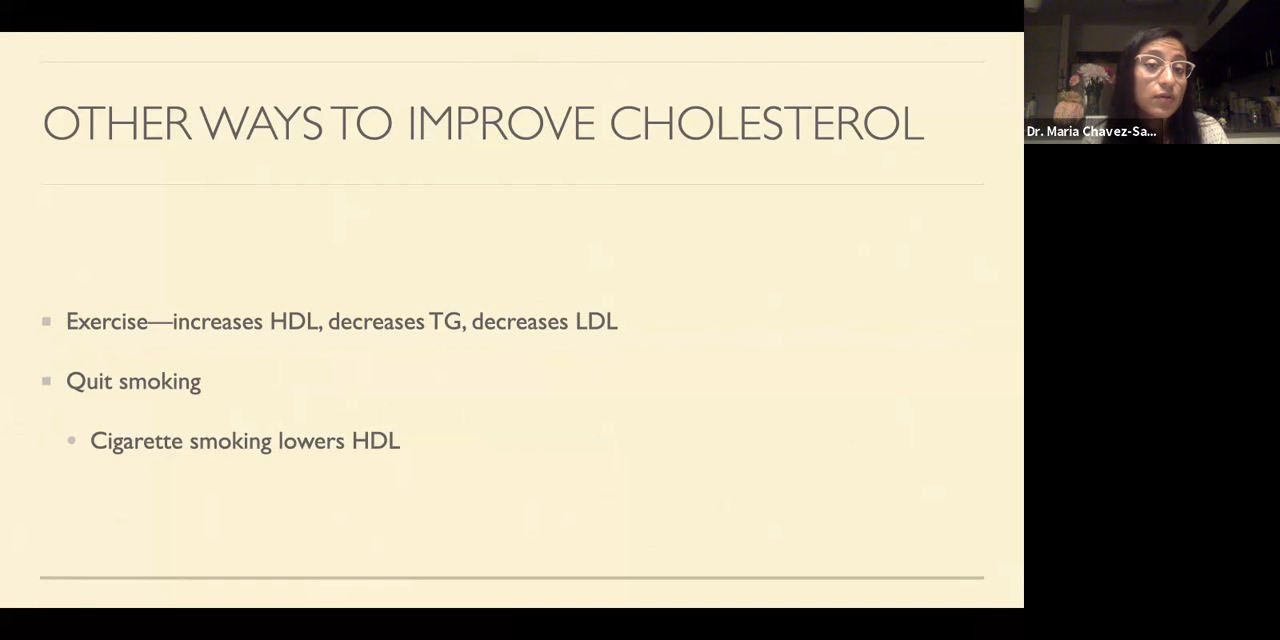 OTHER WAYS TO IMPROVE CHOLESTEROL
Exercise—increases HDL, decreases TG, decreases LDL
Quit smoking
Cigarette smoking lowers HDL
Dr. Maria Chavez-Sa...